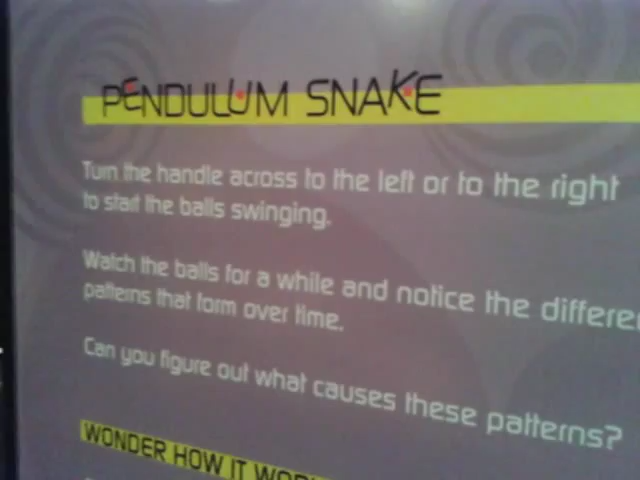 PENDULUM SNAKE
Turn the handle across to the left or to the right
to start the balls swinging.
Watch the balls for a while and notice the differe
patterns that form over time.
Can you figure out what causes these patterns?
WONDER HOW IT WOR